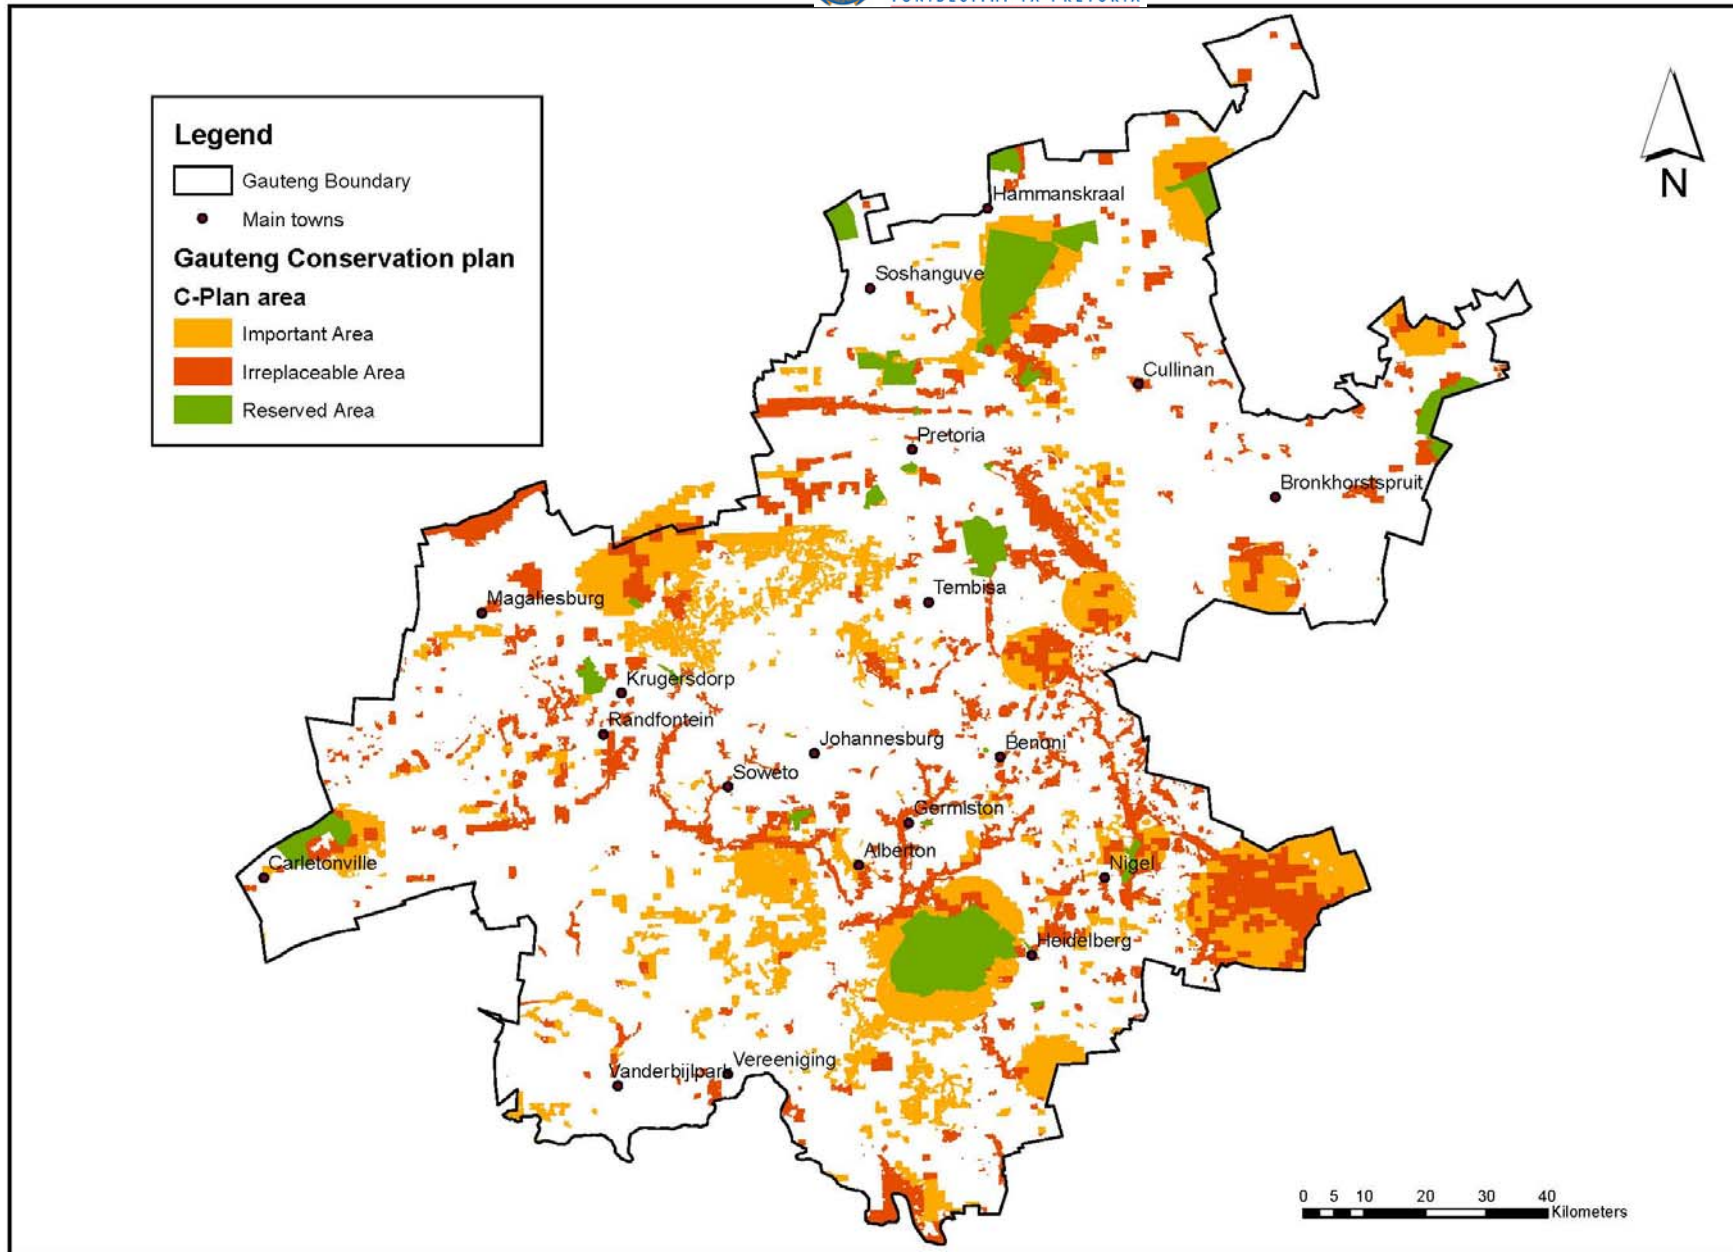 Legend
Gauteng Boundary
Main towns
Gauteng Conservation plan
C-Plan area
Important Area
Irreplaceable Area
Reserved Area
N
Hammanskraal
Soshanguve
Cullinan
Pretoria
Bronkhorstspruit
Tembisa
Magaliesburg
Krugersdorp
Randfontein
Johannesburg
Benoni
Soweto
Germiston
Alberton
Carletonville
Nigel
Heidelberg
Vanderbijlpark
Vereeniging
0 5 10 20 30 40
Kilometers